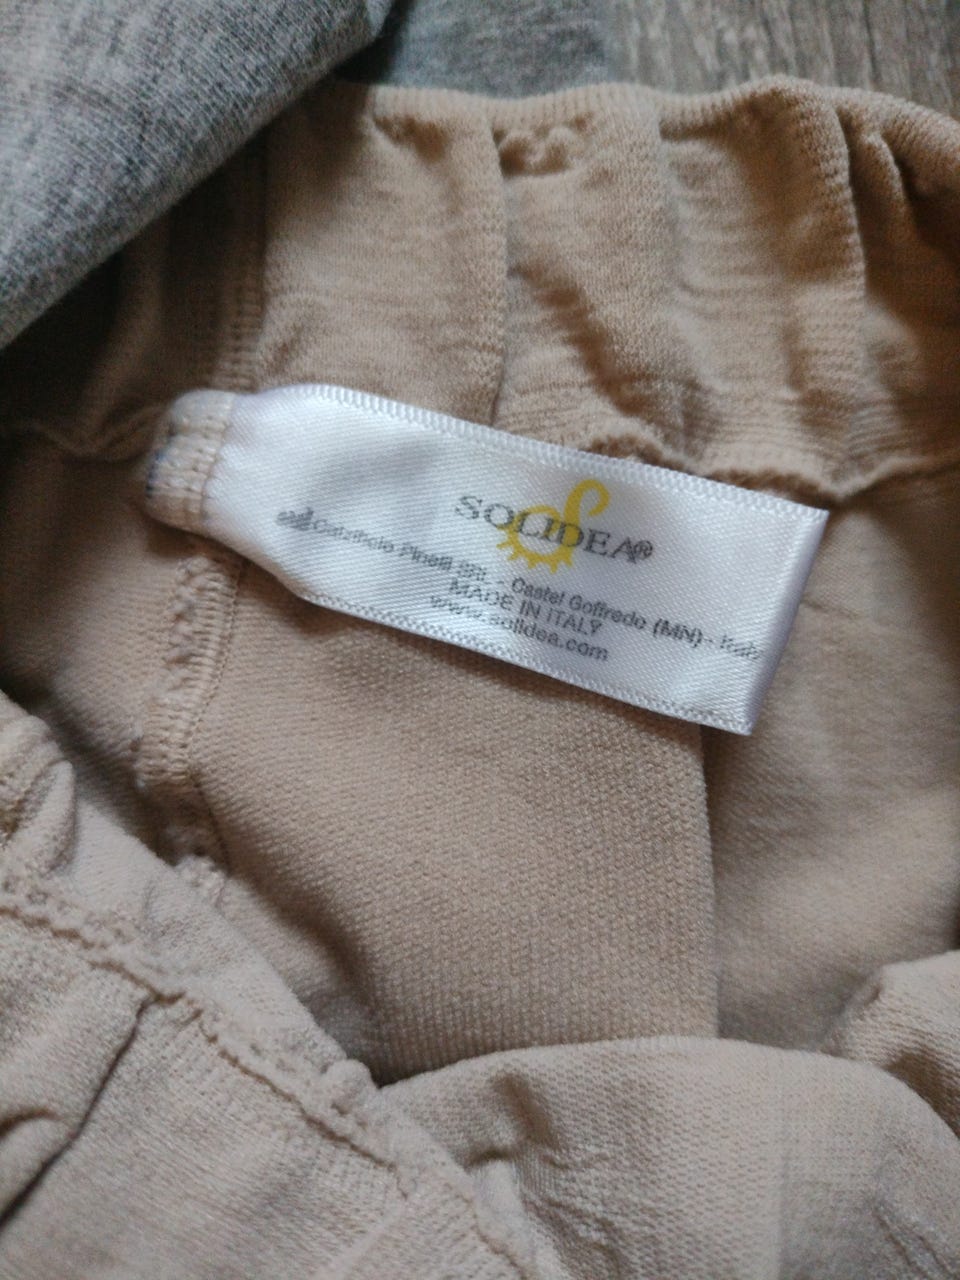 SOLIDEA®
Calzificio Pinelli SRL - Castel Goffredo (MN) - Italy
MADE IN ITALY
www.solidea.com